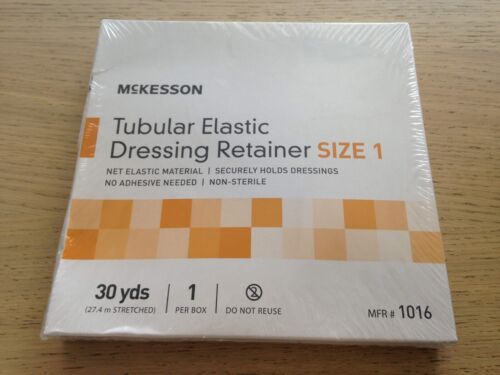 McKESSON
Tubular Elastic
Dressing Retainer SIZE 1
NET ELASTIC MATERIAL | SECURELY HOLDS DRESSINGS
NO ADHESIVE NEEDED | NON-STERILE
30 yds
(27.4 m STRETCHED)
1
PER BOX
2
DO NOT REUSE
MFR # 1016